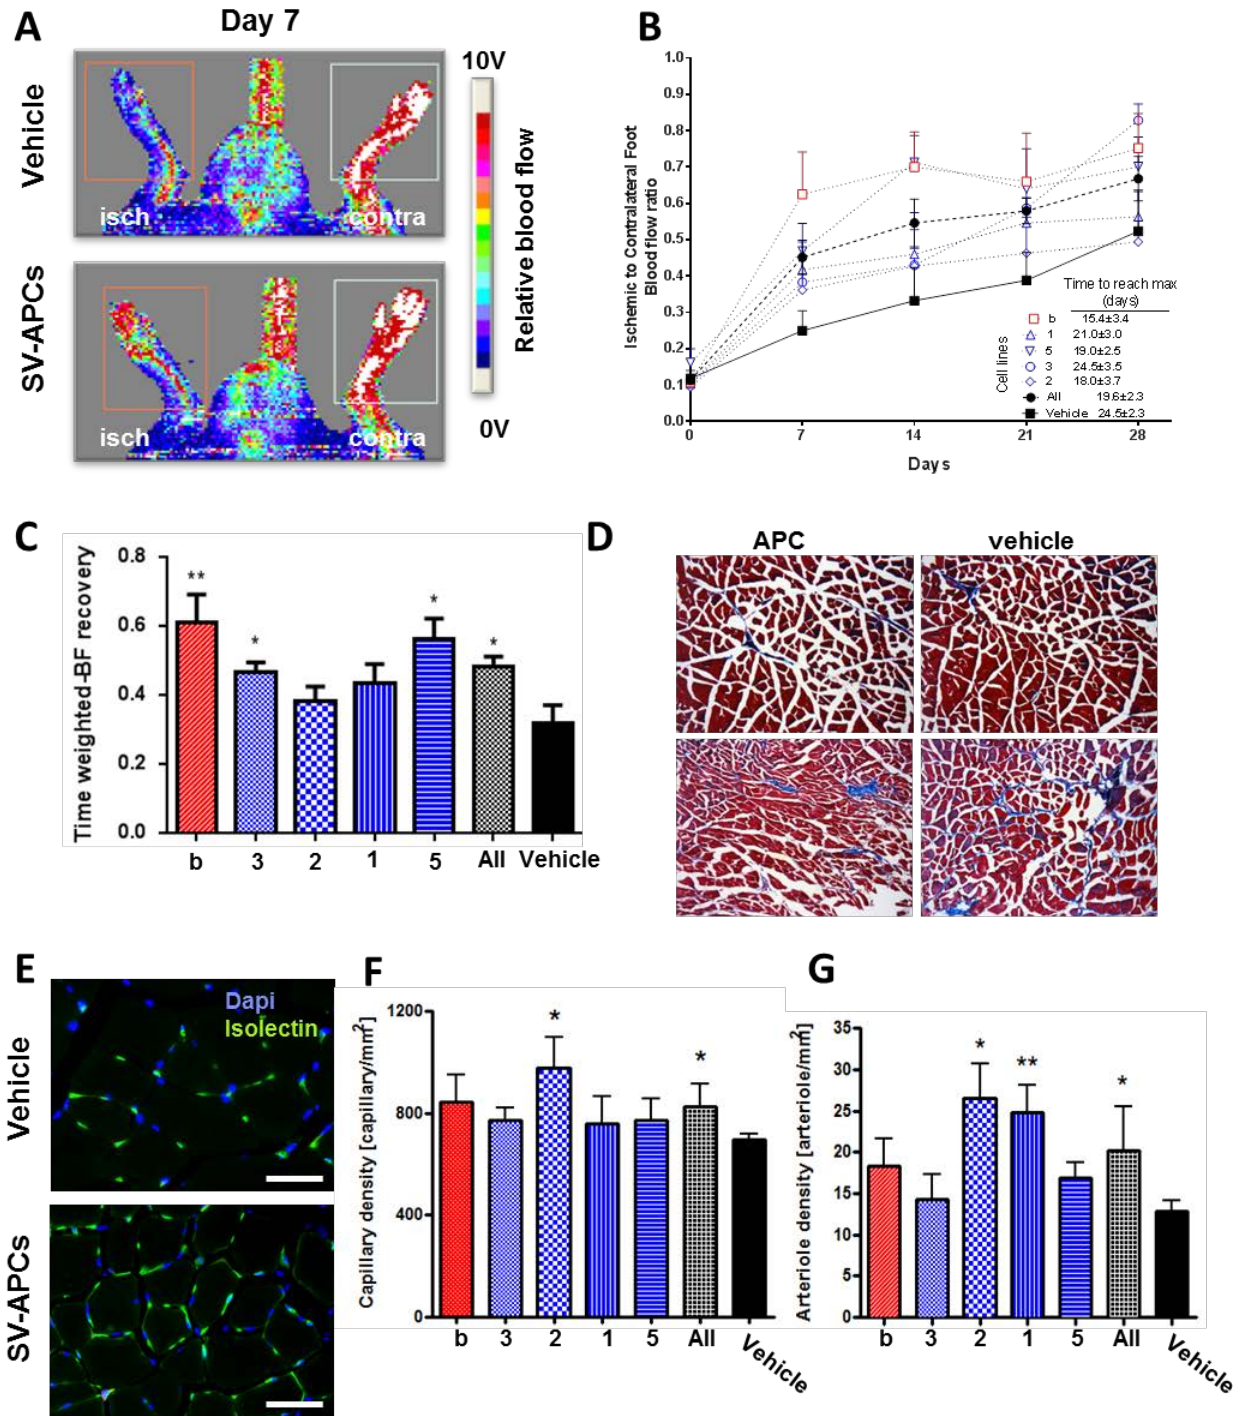 A
Day 7
Vehicle
isch
contra
SV-APCs
isch
contra
10V
Relative blood flow
0V
B
Ischemic to Contralateral Foot
Blood flow ratio
1.0
0.9
0.8
0.7
0.6
0.5
0.4
0.3
0.2
0.1
0.0
0
7
14
21
28
Days
Time to reach max
(days)
Cell lines
b 15.4±3.4
1 21.0±3.0
5 19.0±2.5
3 24.5±3.5
2 18.0±3.7
All 19.6±2.3
Vehicle 24.5±2.3
C
Time weighted-BF recovery
0.8
0.6
0.4
0.2
0.0
**
*
*
*
b 3 2 1 5 All Vehicle
D
APC vehicle
E
Vehicle
Dapi
Isolectin
SV-APCs
F
Capillary density [capillary/mm²]
1200
800
400
0
*
*
b 3 2 1 5 All Vehicle
G
Arteriole density [arteriole/mm²]
35
30
25
20
15
10
5
0
*
**
*
b 3 2 1 5 All Vehicle